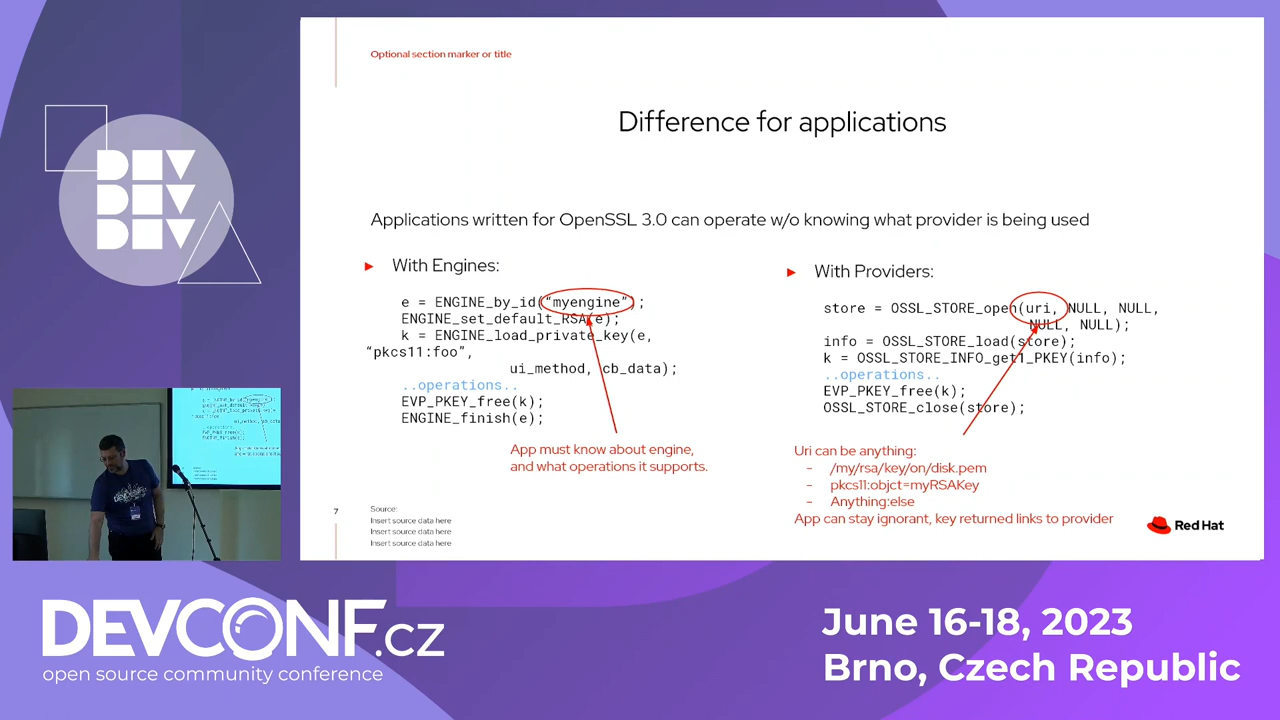 Optional section marker or title
Difference for applications
Applications written for OpenSSL 3.0 can operate w/o knowing what provider is being used
► With Engines:
e = ENGINE_by_id("myengine");
ENGINE_set_default_RSA(e);
k = ENGINE_load_private_key(e,
"pkcs11:foo",
ui_method, cb_data);
..operations..
EVP_PKEY_free(k);
ENGINE_finish(e);
App must know about engine,
and what operations it supports.
► With Providers:
store = OSSL_STORE_open(uri, NULL, NULL,
NULL, NULL);
info = OSSL_STORE_load(store);
k = OSSL_STORE_INFO_get1_PKEY(info);
..operations..
EVP_PKEY_free(k);
OSSL_STORE_close(store);
Uri can be anything:
- /my/rsa/key/on/disk.pem
- pkcs11:objct=myRSAKey
- Anything:else
App can stay ignorant, key returned links to provider
7
Source:
Insert source data here
Insert source data here
Insert source data here
Red Hat
DEV
DEV
DEV
DEVCONF.cz
open source community conference
June 16-18, 2023
Brno, Czech Republic